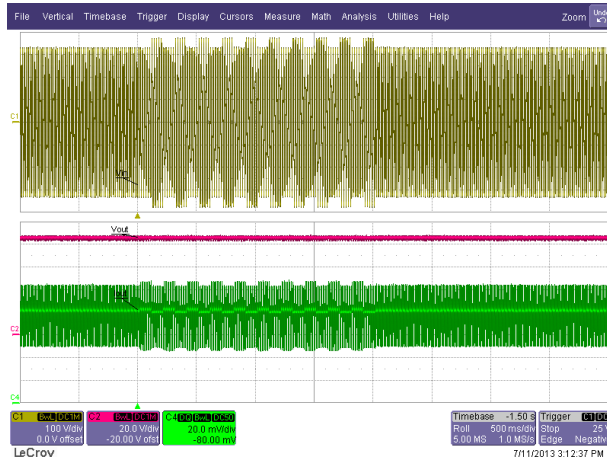 File Vertical Timebase Trigger Display Cursors Measure Math Analysis Utilities Help Zoom Undo
C1
Vin
Vout
C2
C4
C1 BwL DC1M
100 V/div
0.0 V offset
C2 BwL DC1M
20.0 V/div
-20.00 V ofst
C4 BwL DC50
20.0 mV/div
-80.00 mV
Timebase -1.50 s
Roll 500 ms/div
5.00 MS 1.0 MS/s
Trigger C1 DC
Stop 25 V
Edge Negativ
LeCroy
7/11/2013 3:12:37 PM